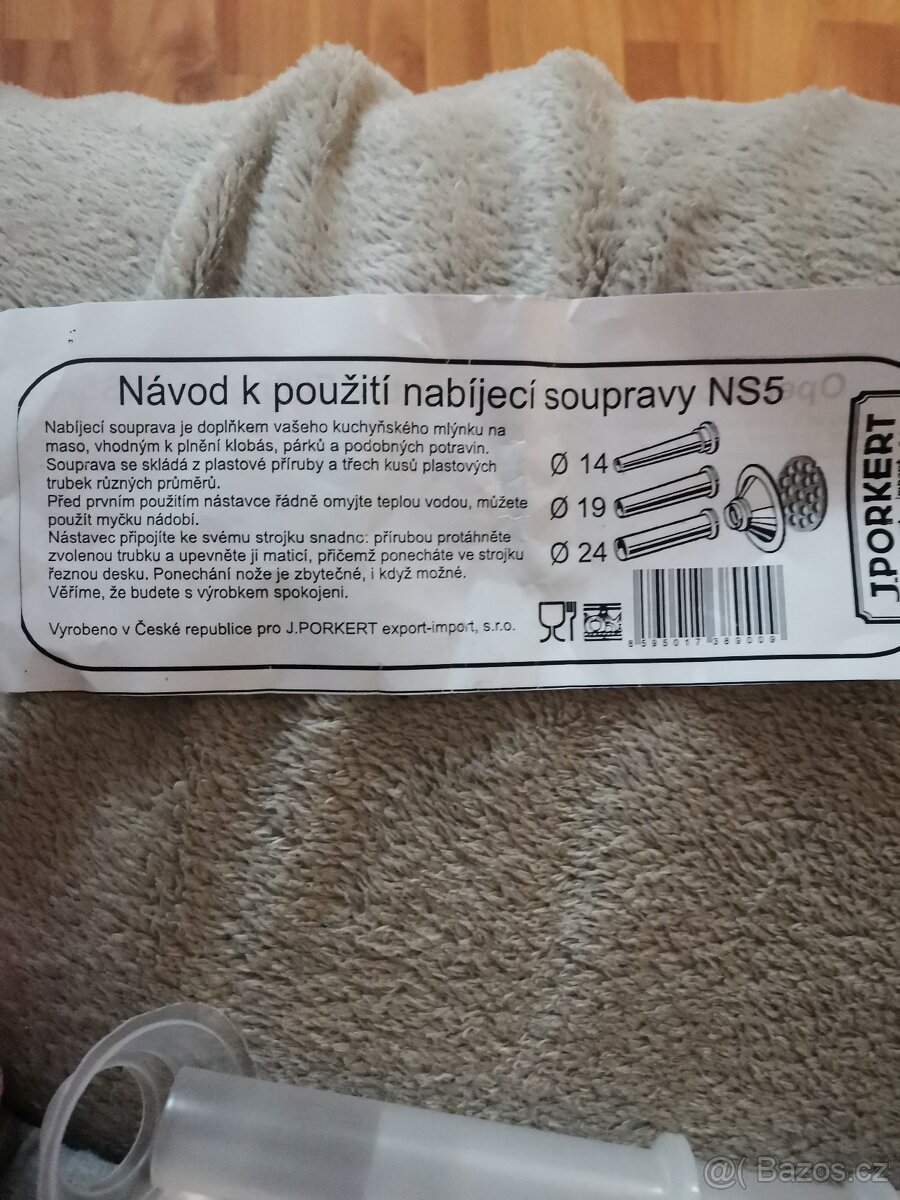 Návod k použití nabíjecí soupravy NS5
Nabíjecí souprava je doplňkem vašeho kuchyňského mlýnku na
maso, vhodným k plnění klobás, párků a podobných potravin.
Souprava se skládá z plastové příruby a třech kusů plastových
trubek různých průměrů.
Před prvním použitím nástavce řádně omyjte teplou vodou, můžete
použít myčku nádobí.
Nástavec připojíte ke svému strojku snadno: přírubou protáhněte
zvolenou trubku a upevněte ji maticí, přičemž ponecháte ve strojku
řeznou desku. Ponechání nože je zbytečné, i když možné.
Věříme, že budete s výrobkem spokojeni.
Vyrobeno v České republice pro J.PORKERT export-import, s.r.o.
Ø 14
Ø 19
Ø 24
8595017389009
J.PORKERT
@( Bazos.cz